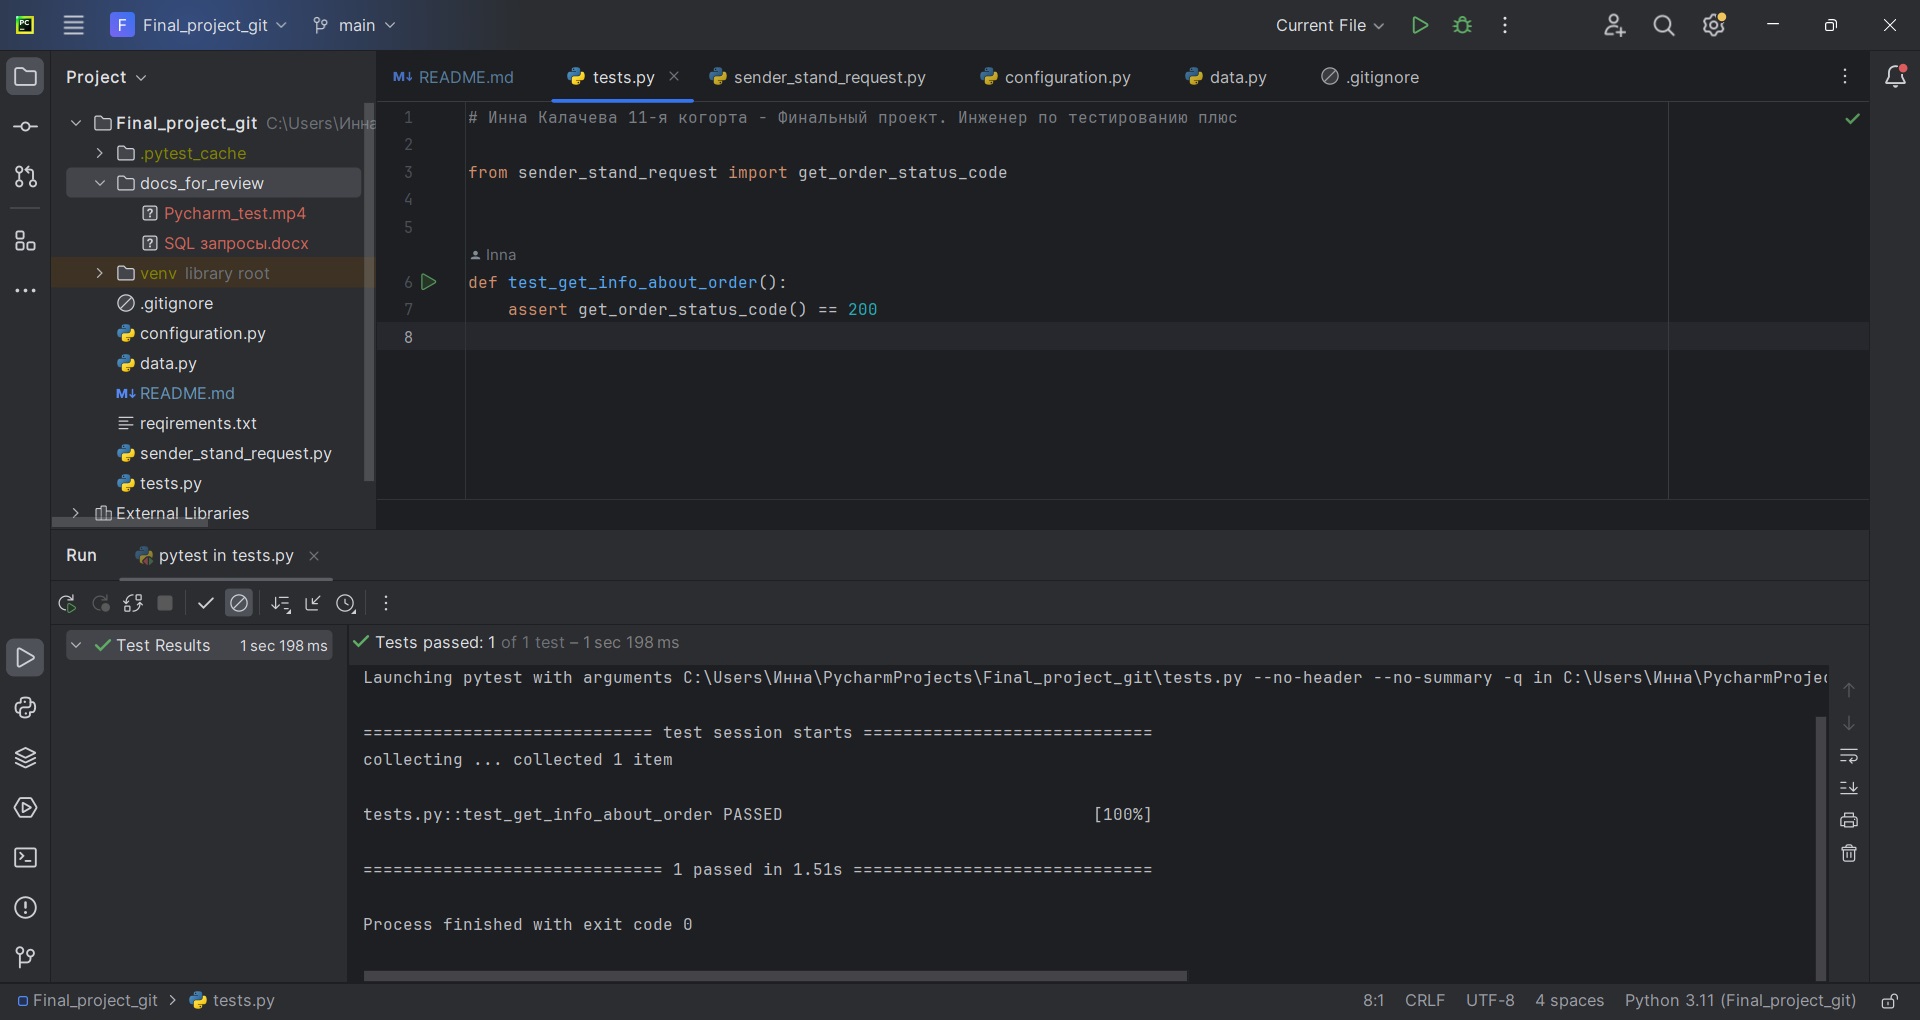 PC
F Final_project_git
main
Current File
Project
README.md
tests.py
sender_stand_request.py
configuration.py
data.py
.gitignore
Final_project_git C:\Users\Инна
.pytest_cache
docs_for_review
Pycharm_test.mp4
SQL запросы.docx
venv library root
.gitignore
configuration.py
data.py
M↓ README.md
reqirements.txt
sender_stand_request.py
tests.py
External Libraries
1 # Инна Калачева 11-я когорта - Финальный проект. Инженер по тестированию плюс
2
3 from sender_stand_request import get_order_status_code
4
5
Inna
6 def test_get_info_about_order():
7 assert get_order_status_code() == 200
8
Run
pytest in tests.py
Test Results 1 sec 198 ms
Tests passed: 1 of 1 test – 1 sec 198 ms
Launching pytest with arguments C:\Users\Инна\PycharmProjects\Final_project_git\tests.py --no-header --no-summary -q in C:\Users\Инна\PycharmProje
============================= test session starts =============================
collecting ... collected 1 item
tests.py::test_get_info_about_order PASSED [100%]
============================== 1 passed in 1.51s ==============================
Process finished with exit code 0
Final_project_git > tests.py
8:1 CRLF UTF-8 4 spaces Python 3.11 (Final_project_git)